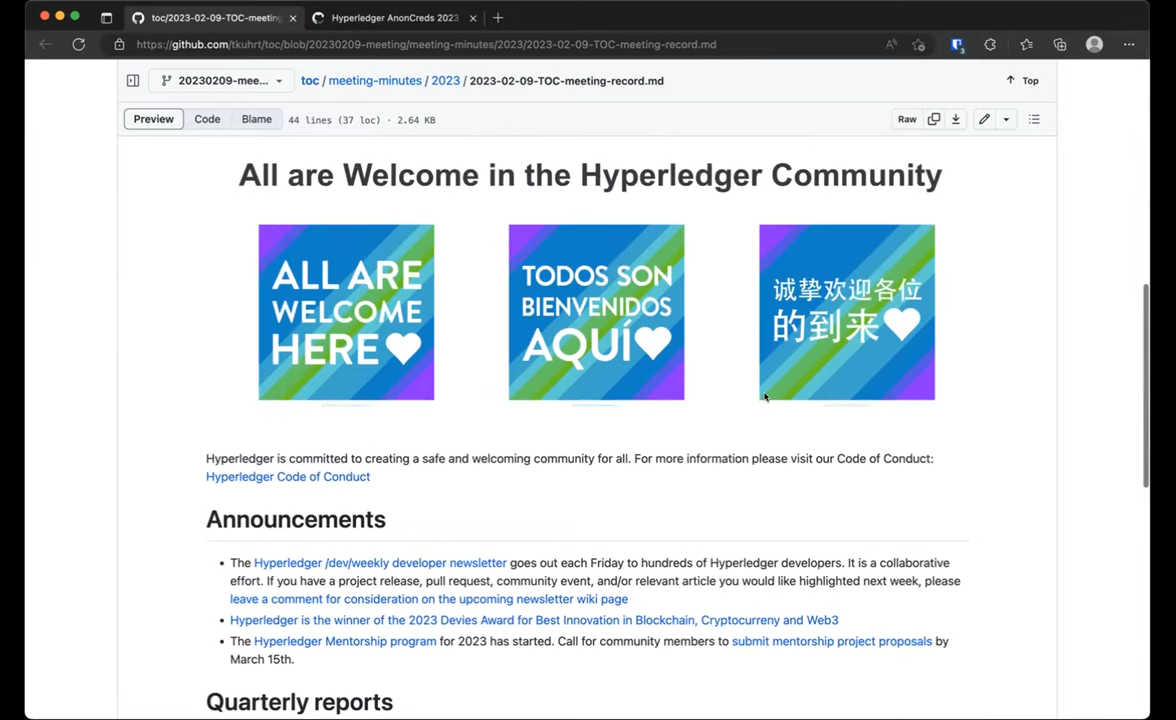 toc/2023-02-09-TOC-meeting
Hyperledger AnonCreds 2023
https://github.com/tkuhrt/toc/blob/20230209-meeting/meeting-minutes/2023/2023-02-09-TOC-meeting-record.md
20230209-mee...
toc / meeting-minutes / 2023 / 2023-02-09-TOC-meeting-record.md
Top
Preview
Code
Blame
44 lines (37 loc) · 2.64 KB
Raw
All are Welcome in the Hyperledger Community
ALL ARE
WELCOME
HERE
TODOS SON
BIENVENIDOS
AQUÍ
诚挚欢迎各位
的到来
Hyperledger is committed to creating a safe and welcoming community for all. For more information please visit our Code of Conduct:
Hyperledger Code of Conduct
Announcements
• The Hyperledger /dev/weekly developer newsletter goes out each Friday to hundreds of Hyperledger developers. It is a collaborative
effort. If you have a project release, pull request, community event, and/or relevant article you would like highlighted next week, please
leave a comment for consideration on the upcoming newsletter wiki page
• Hyperledger is the winner of the 2023 Devies Award for Best Innovation in Blockchain, Cryptocurreny and Web3
• The Hyperledger Mentorship program for 2023 has started. Call for community members to submit mentorship project proposals by
March 15th.
Quarterly reports